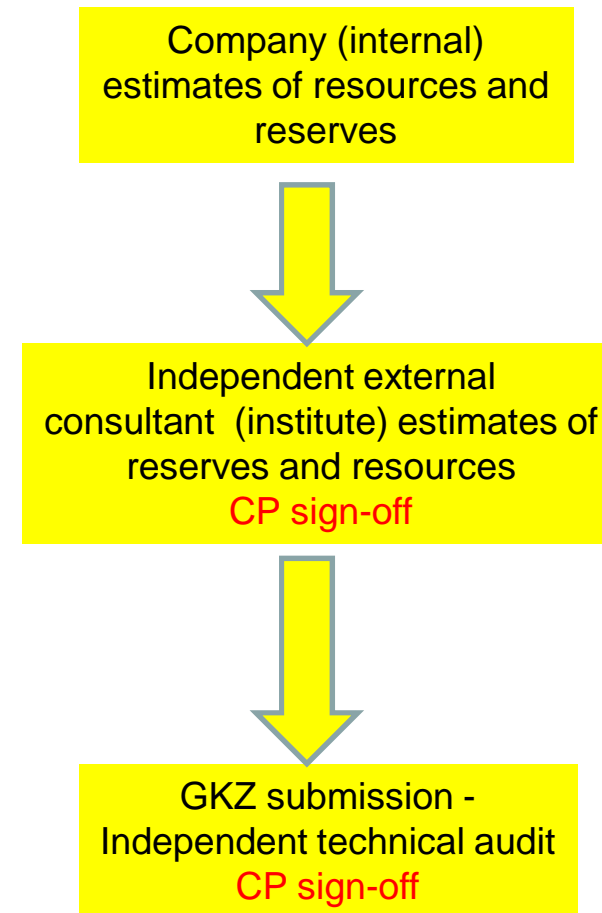 Company (internal)
estimates of resources and
reserves
Independent external
consultant  (institute) estimates of
reserves and resources
CP sign-off
GKZ submission -
Independent technical audit
CP sign-off